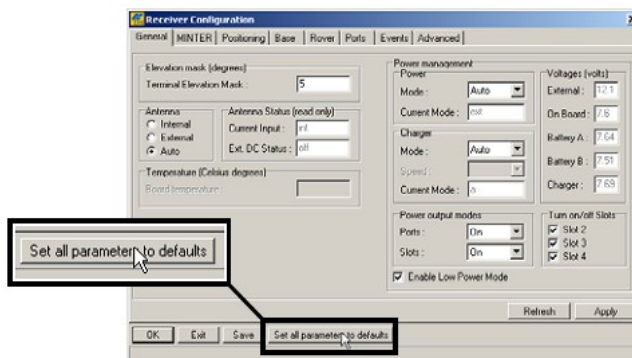 Receiver Configuration
General MINTER Positioning Base Rover Ports Events Advanced
Elevation mask (degrees)
Terminal Elevation Mask : 5
Antenna
Internal
External
Auto
Antenna Status (read only)
Current Input : int
Ext. DC Status : off
Temperature (Celsius degrees)
Board temperature :
Power management
Power
Mode : Auto
Current Mode : ext
Charger
Mode : Auto
Speed :
Current Mode : a
Power output modes
Ports : On
Slots : On
Enable Low Power Mode
Voltages (volts)
External : 12.1
On Board : 7.6
Battery A : 7.64
Battery B : 7.51
Charger : 7.69
Turn on/off Slots
Slot 2
Slot 3
Slot 4
Refresh Apply
OK Exit Save Set all parameters to defaults
Set all parameters to defaults